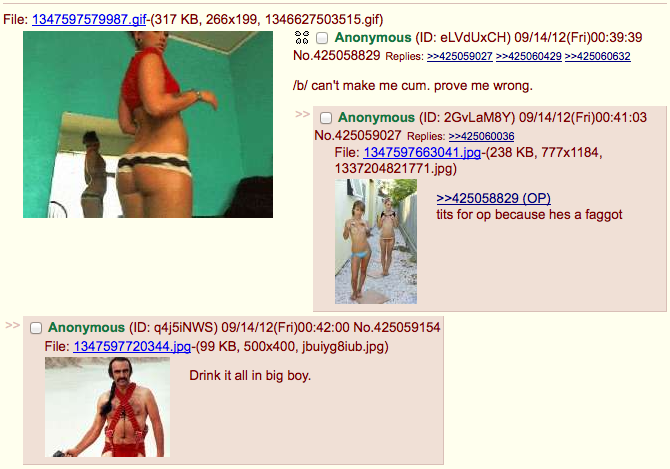 File: 1347597579987.gif-(317 KB, 266x199, 1346627503515.gif)
Anonymous (ID: eLVdUxCH) 09/14/12(Fri)00:39:39
No.425058829 Replies: >>425059027 >>425060429 >>425060632
/b/ can't make me cum. prove me wrong.
>> Anonymous (ID: 2GvLaM8Y) 09/14/12(Fri)00:41:03
No.425059027 Replies: >>425060036
File: 1347597663041.jpg-(238 KB, 777x1184,
1337204821771.jpg)
>>425058829 (OP)
tits for op because hes a faggot
>> Anonymous (ID: q4j5iNWS) 09/14/12(Fri)00:42:00 No.425059154
File: 1347597720344.jpg-(99 KB, 500x400, jbuiyg8iub.jpg)
Drink it all in big boy.